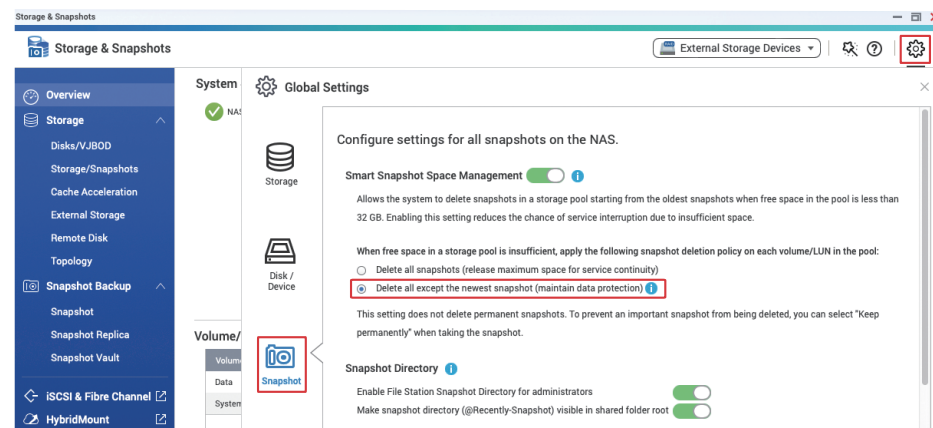 Storage & Snapshots
Storage & Snapshots
External Storage Devices
Overview
Storage
Disks/VJBOD
Storage/Snapshots
Cache Acceleration
External Storage
Remote Disk
Topology
Snapshot Backup
Snapshot
Snapshot Replica
Snapshot Vault
iSCSI & Fibre Channel
HybridMount
System
NAS
Volume/
Volum
Data
System
Global Settings
Storage
Disk /
Device
Snapshot
Configure settings for all snapshots on the NAS.
Smart Snapshot Space Management
Allows the system to delete snapshots in a storage pool starting from the oldest snapshots when free space in the pool is less than
32 GB. Enabling this setting reduces the chance of service interruption due to insufficient space.
When free space in a storage pool is insufficient, apply the following snapshot deletion policy on each volume/LUN in the pool:
Delete all snapshots (release maximum space for service continuity)
Delete all except the newest snapshot (maintain data protection)
This setting does not delete permanent snapshots. To prevent an important snapshot from being deleted, you can select "Keep
permanently" when taking the snapshot.
Snapshot Directory
Enable File Station Snapshot Directory for administrators
Make snapshot directory (@Recently-Snapshot) visible in shared folder root